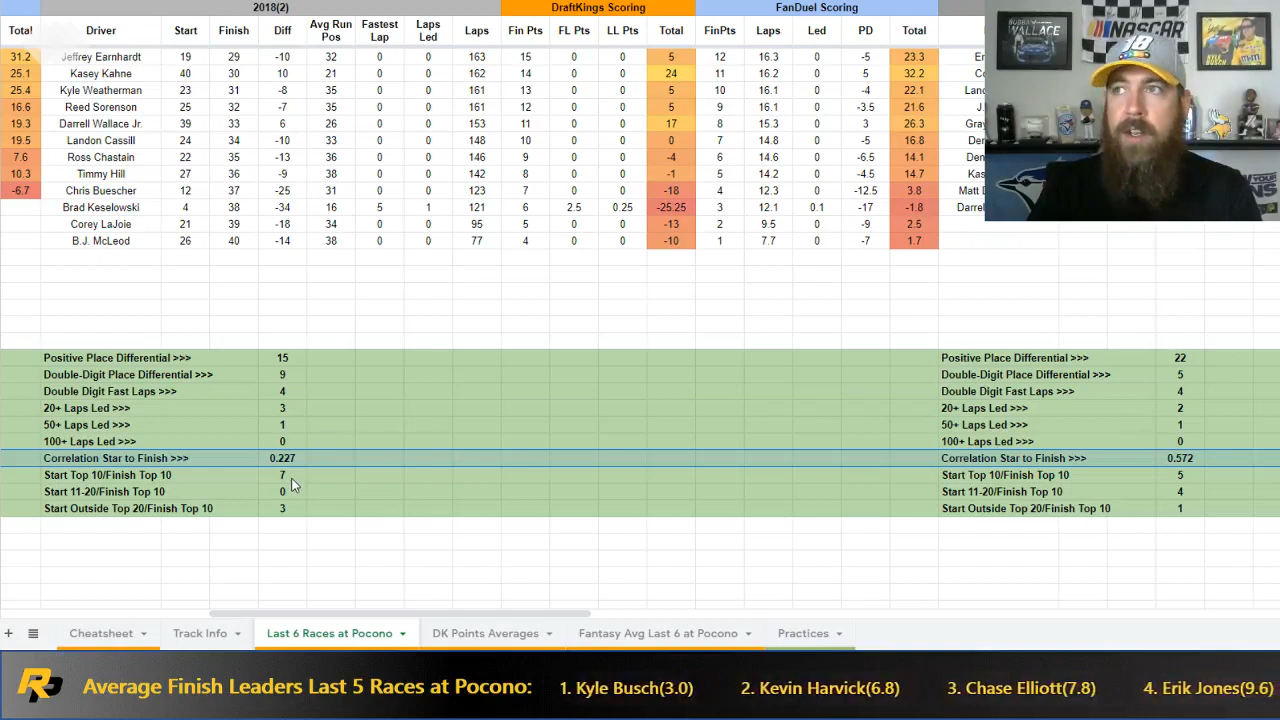 2018(2) DraftKings Scoring FanDuel Scoring
Total Driver Start Finish Diff Avg Run Pos Fastest Lap Laps Led Laps Fin Pts FL Pts LL Pts Total FinPts Laps Led PD Total
31.2 Jeffrey Earnhardt 19 29 -10 32 0 0 163 15 0 0 5 12 16.3 0 -5 23.3
25.1 Kasey Kahne 40 30 10 21 0 0 162 14 0 0 24 11 16.2 0 5 32.2
25.4 Kyle Weatherman 23 31 -8 35 0 0 161 13 0 0 5 10 16.1 0 -4 22.1
16.6 Reed Sorenson 25 32 -7 35 0 0 161 12 0 0 5 9 16.1 0 -3.5 21.6
19.3 Darrell Wallace Jr. 39 33 6 26 0 0 153 11 0 0 17 8 15.3 0 3 26.3
19.5 Landon Cassill 24 34 -10 33 0 0 148 10 0 0 0 7 14.8 0 -5 16.8
7.6 Ross Chastain 22 35 -13 36 0 0 146 9 0 0 -4 6 14.6 0 -6.5 14.1
10.3 Timmy Hill 27 36 -9 38 0 0 142 8 0 0 -1 5 14.2 0 -4.5 14.7
-6.7 Chris Buescher 12 37 -25 31 0 0 123 7 0 0 -18 4 12.3 0 -12.5 3.8
Brad Keselowski 4 38 -34 16 5 1 121 6 2.5 0.25 -25.25 3 12.1 0.1 -17 -1.8
Corey LaJoie 21 39 -18 34 0 0 95 5 0 0 -13 2 9.5 0 -9 2.5
B.J. McLeod 26 40 -14 38 0 0 77 4 0 0 -10 1 7.7 0 -7 1.7
BUBBA WALLACE
NASCAR
KYLE BUSCH
18
Positive Place Differential >>> 15 Positive Place Differential >>> 22
Double-Digit Place Differential >>> 9 Double-Digit Place Differential >>> 5
Double Digit Fast Laps >>> 4 Double Digit Fast Laps >>> 4
20+ Laps Led >>> 3 20+ Laps Led >>> 2
50+ Laps Led >>> 1 50+ Laps Led >>> 1
100+ Laps Led >>> 0 100+ Laps Led >>> 0
Correlation Star to Finish >>> 0.227 Correlation Star to Finish >>> 0.572
Start Top 10/Finish Top 10 7 Start Top 10/Finish Top 10 5
Start 11-20/Finish Top 10 0 Start 11-20/Finish Top 10 4
Start Outside Top 20/Finish Top 10 3 Start Outside Top 20/Finish Top 10 1
Cheatsheet Track Info Last 6 Races at Pocono DK Points Averages Fantasy Avg Last 6 at Pocono Practices
RP Average Finish Leaders Last 5 Races at Pocono: 1. Kyle Busch(3.0) 2. Kevin Harvick(6.8) 3. Chase Elliott(7.8) 4. Erik Jones(9.6)